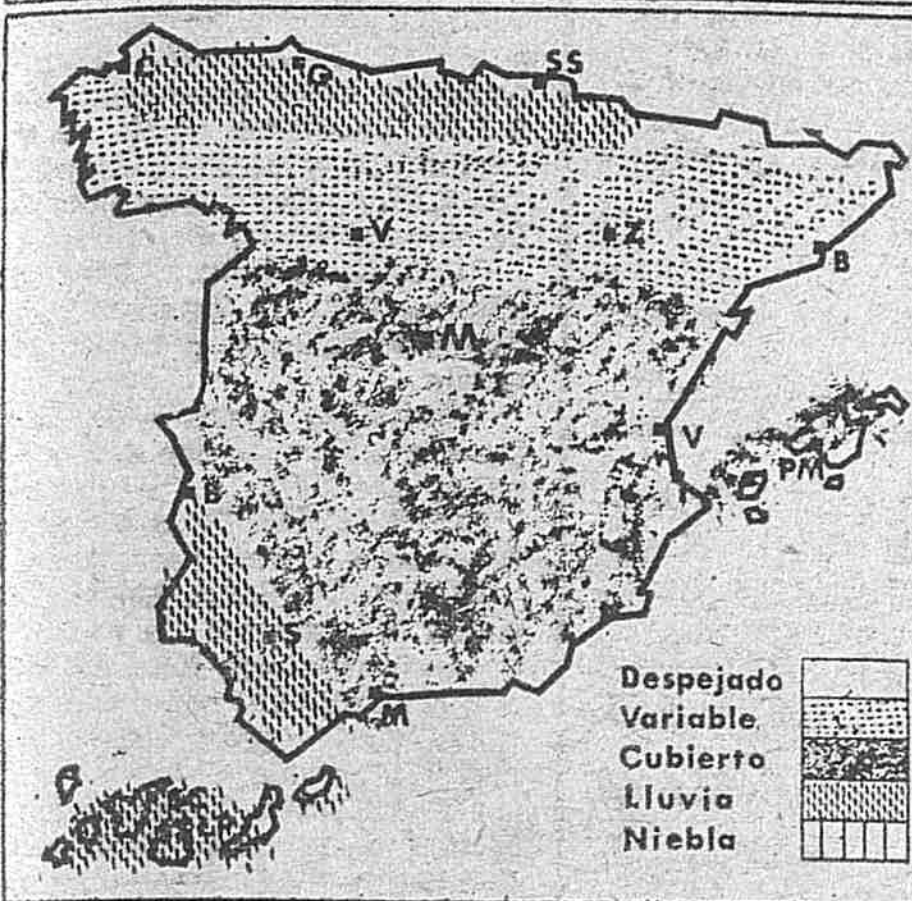 SS
G
V
Z
B
M
V
PM
B
S
M
Despejado
Variable
Cubierto
Lluvia
Niebla